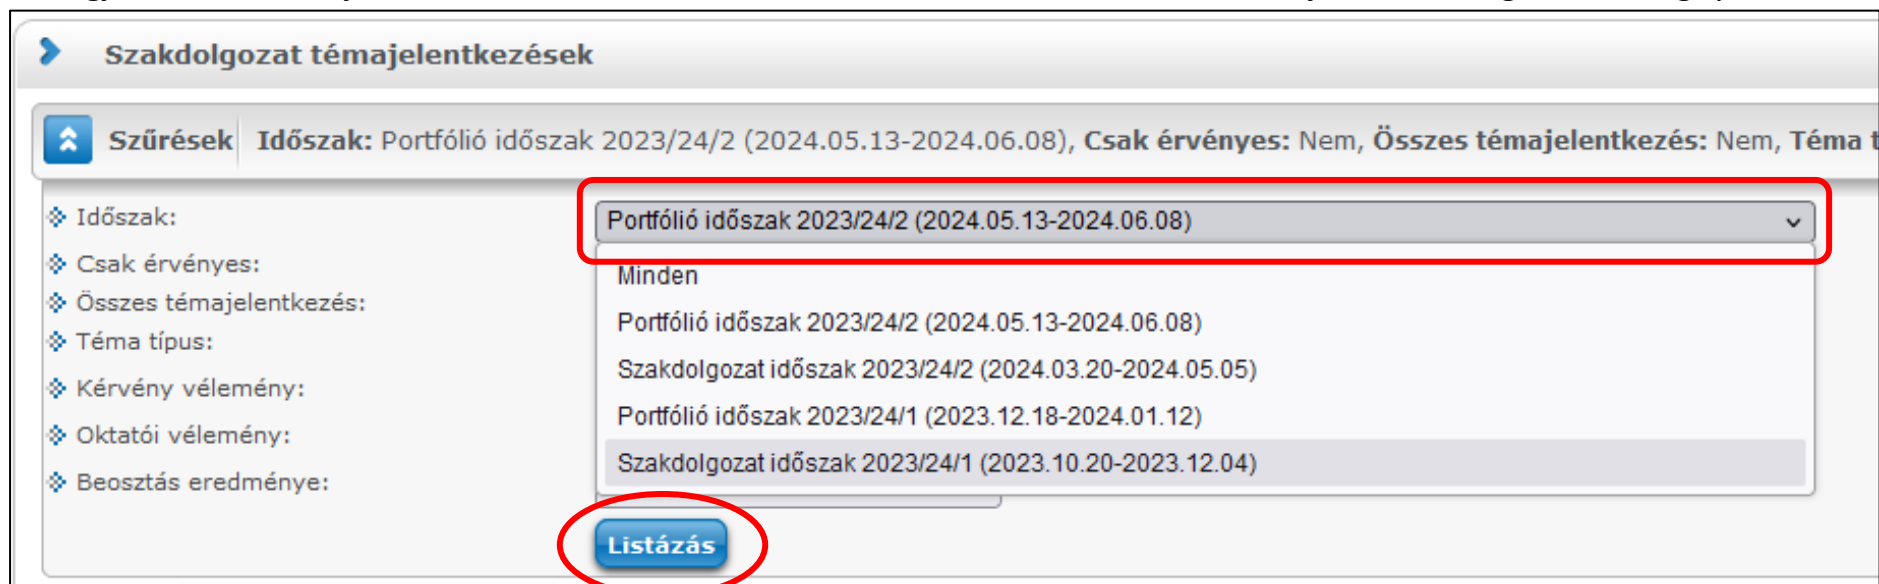 Szakdolgozat témajelentkezések
Szűrések Időszak: Portfólió időszak 2023/24/2 (2024.05.13-2024.06.08), Csak érvényes: Nem, Összes témajelentkezés: Nem, Téma t
Időszak:
Portfólió időszak 2023/24/2 (2024.05.13-2024.06.08)
Csak érvényes:
Összes témajelentkezés:
Téma típus:
Kérvény vélemény:
Oktatói vélemény:
Beosztás eredménye:
Minden
Portfólió időszak 2023/24/2 (2024.05.13-2024.06.08)
Szakdolgozat időszak 2023/24/2 (2024.03.20-2024.05.05)
Portfólió időszak 2023/24/1 (2023.12.18-2024.01.12)
Szakdolgozat időszak 2023/24/1 (2023.10.20-2023.12.04)
Listázás